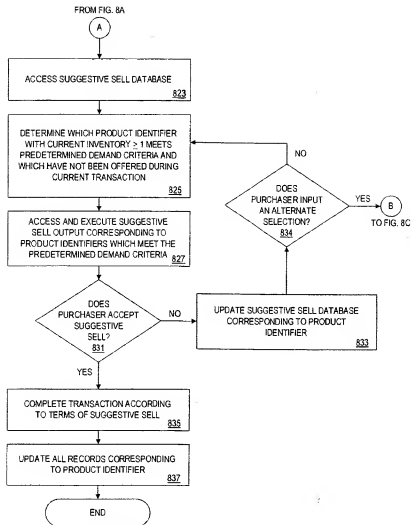 FROM FIG. 8A
A
ACCESS SUGGESTIVE SELL DATABASE
823
DETERMINE WHICH PRODUCT IDENTIFIER
WITH CURRENT INVENTORY ≥ 1 MEETS
PREDETERMINED DEMAND CRITERIA AND
WHICH HAVE NOT BEEN OFFERED DURING
CURRENT TRANSACTION
825
ACCESS AND EXECUTE SUGGESTIVE
SELL OUTPUT CORRESPONDING TO
PRODUCT IDENTIFIERS WHICH MEET THE
PREDETERMINED DEMAND CRITERIA
827
DOES
PURCHASER ACCEPT
SUGGESTIVE
SELL?
831
NO
YES
UPDATE SUGGESTIVE SELL DATABASE
CORRESPONDING TO PRODUCT
IDENTIFIER
833
DOES
PURCHASER INPUT
AN ALTERNATE
SELECTION?
834
NO
YES
B
TO FIG. 8C
COMPLETE TRANSACTION ACCORDING
TO TERMS OF SUGGESTIVE SELL
835
UPDATE ALL RECORDS CORRESPONDING
TO PRODUCT IDENTIFIER
837
END